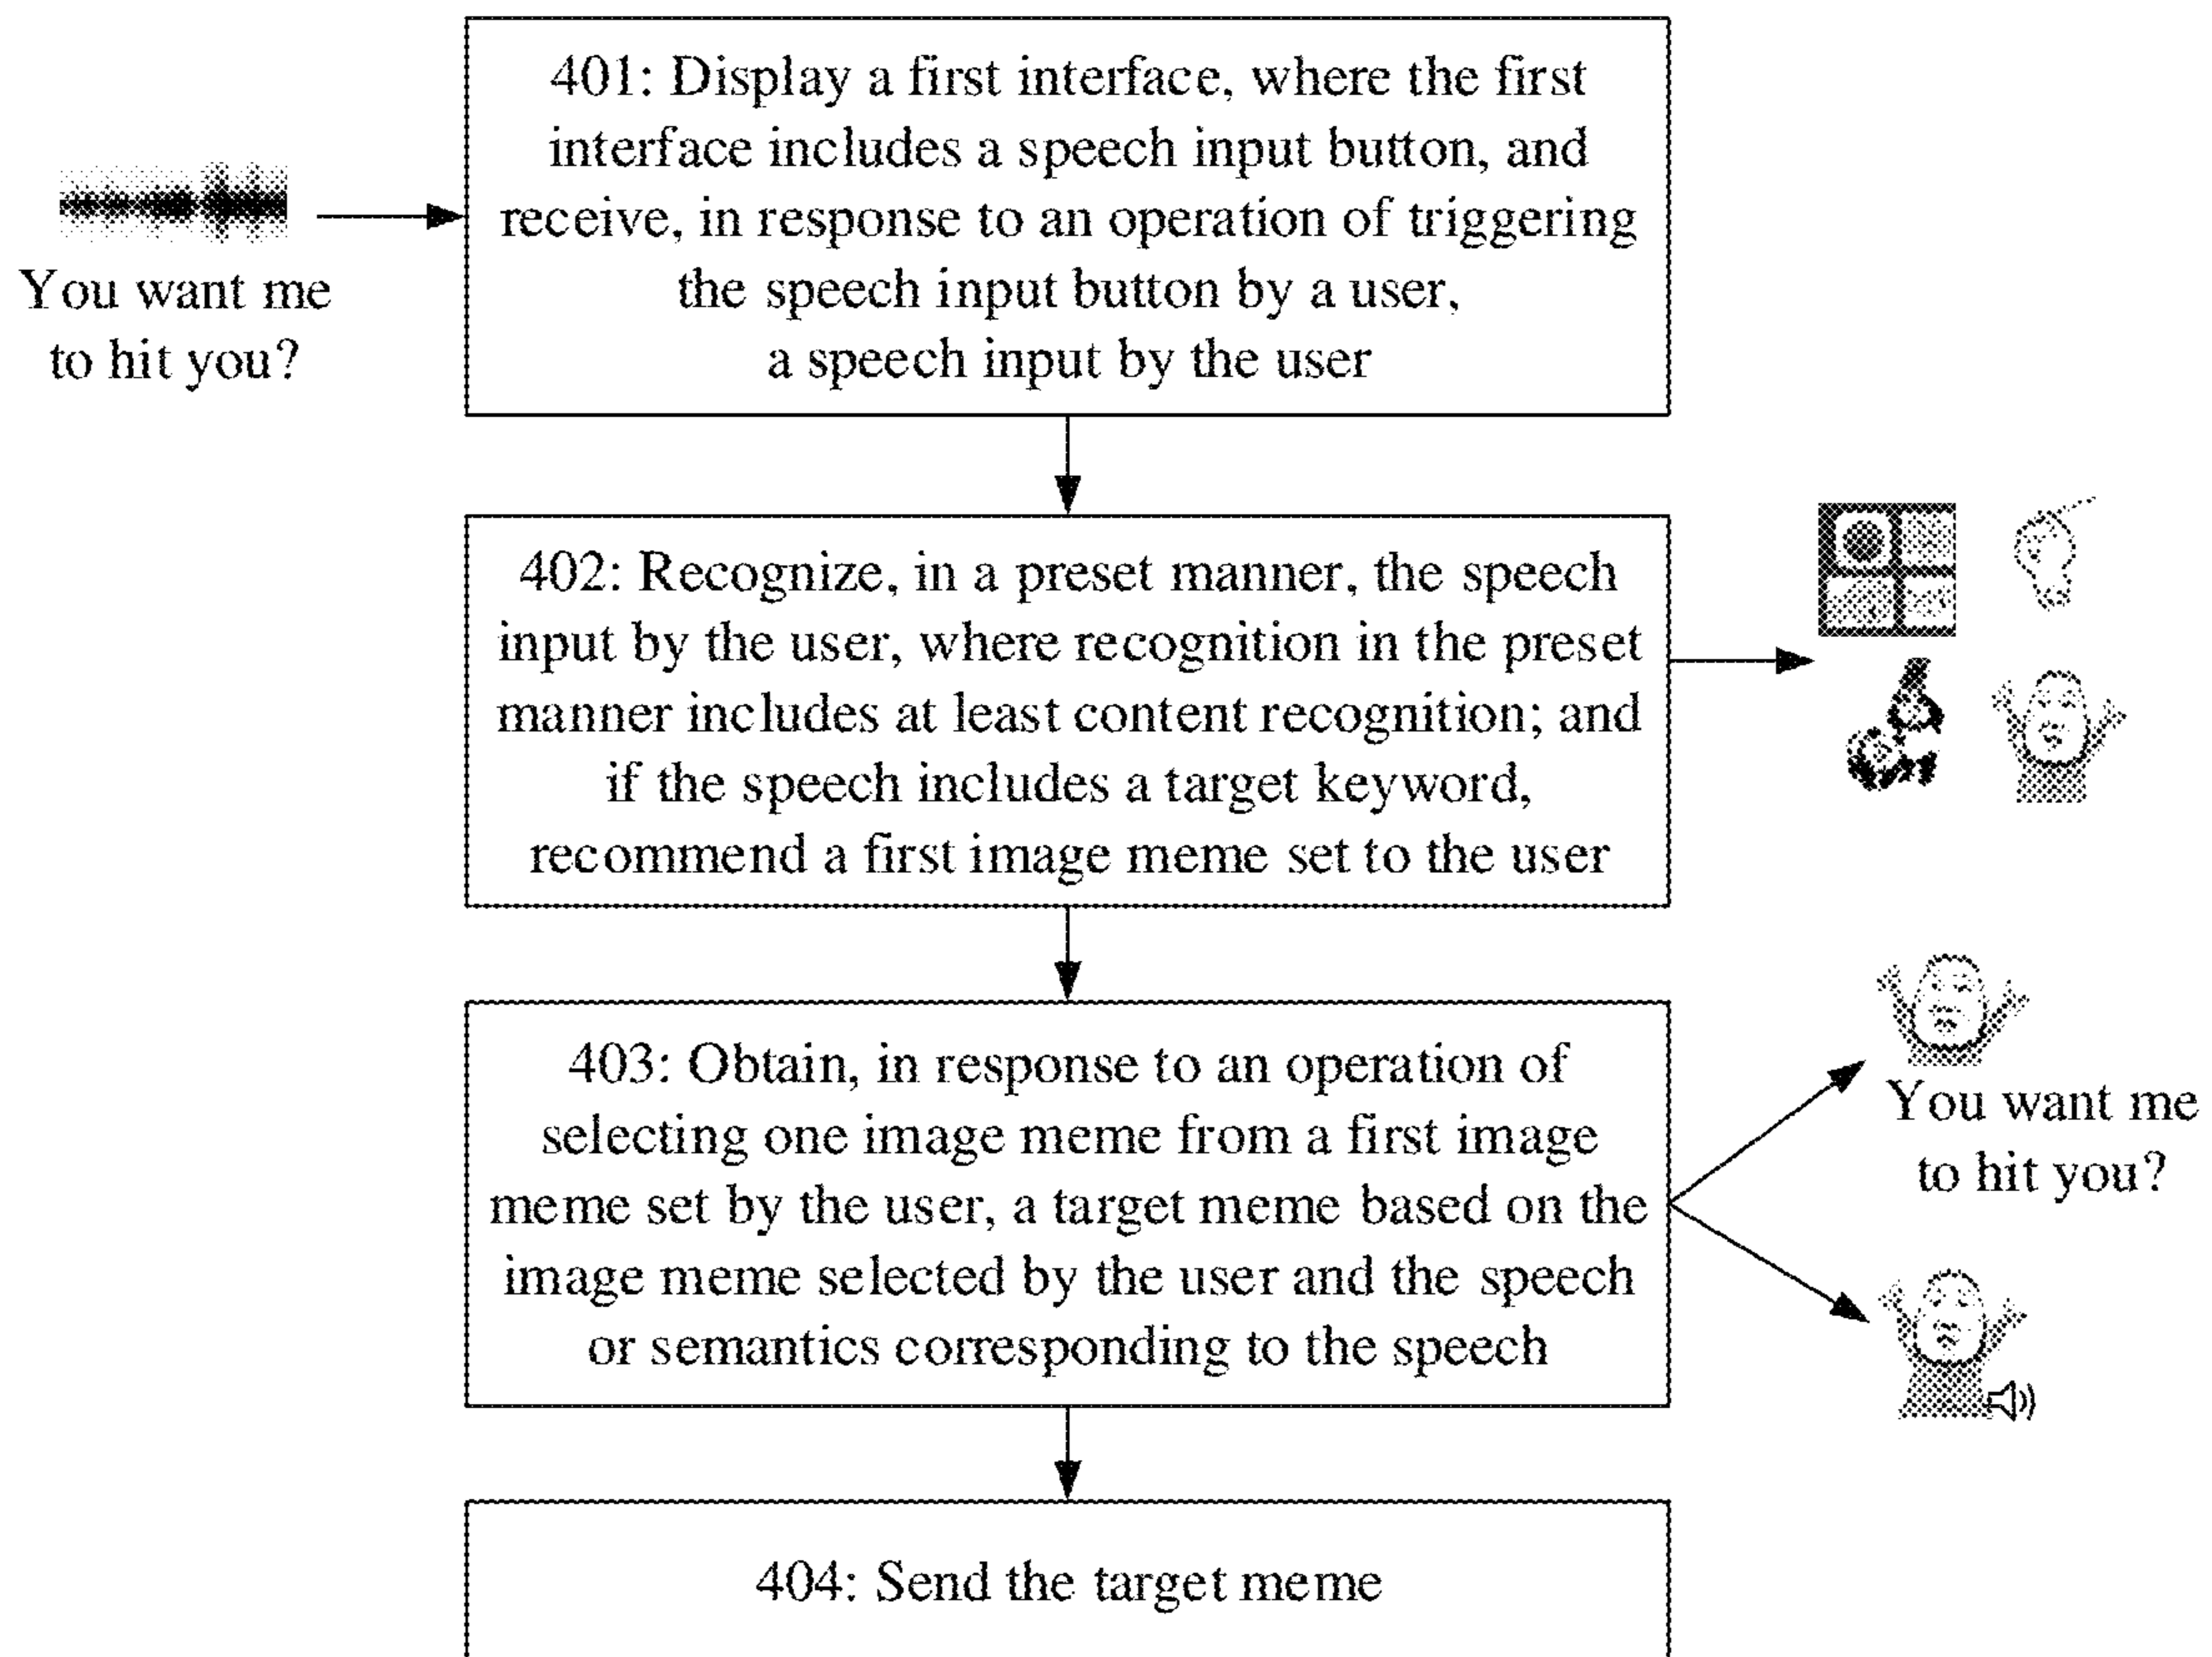 401: Display a first interface, where the first
interface includes a speech input button, and
receive, in response to an operation of triggering
the speech input button by a user,
a speech input by the user
You want me
to hit you?
402: Recognize, in a preset manner, the speech
input by the user, where recognition in the preset
manner includes at least content recognition; and
if the speech includes a target keyword,
recommend a first image meme set to the user
403: Obtain, in response to an operation of
selecting one image meme from a first image
meme set by the user, a target meme based on the
image meme selected by the user and the speech
or semantics corresponding to the speech
You want me
to hit you?
404: Send the target meme